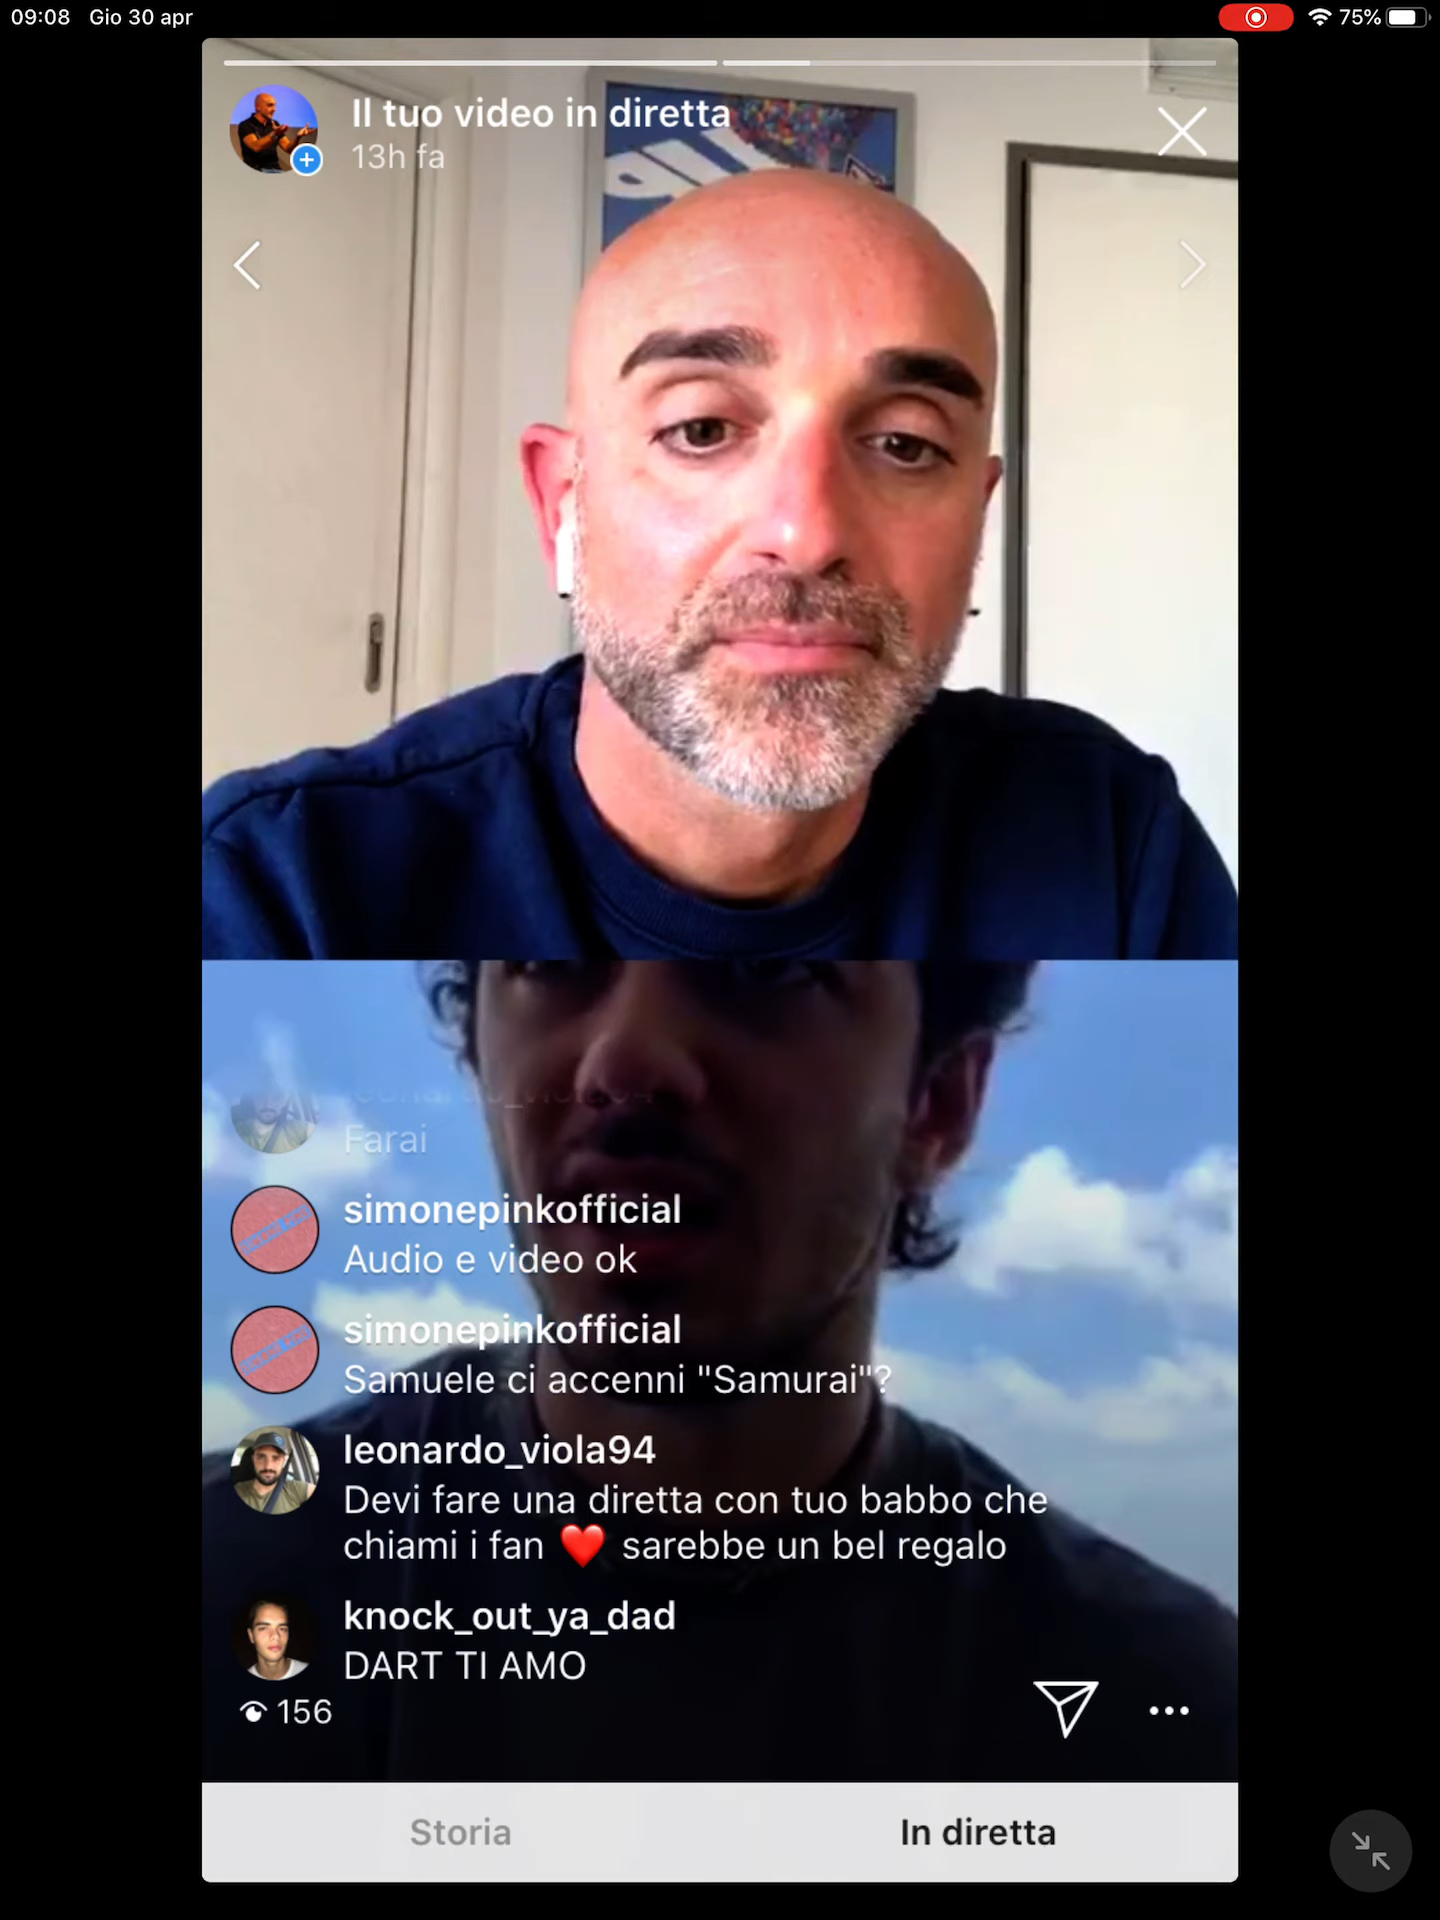 09:08 Gio 30 apr
75%
Il tuo video in diretta
13h fa
UP
Farai
simonepinkofficial
Audio e video ok
simonepinkofficial
Samuele ci accenni "Samurai"?
leonardo_viola94
Devi fare una diretta con tuo babbo che
chiami i fan ❤️ sarebbe un bel regalo
knock_out_ya_dad
DART TI AMO
156
Storia
In diretta